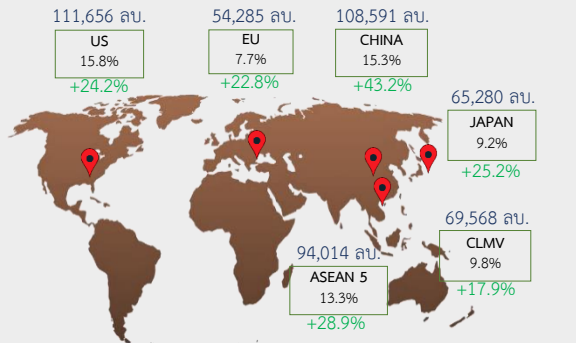 111,656 ลบ.
US
15.8%
+24.2%
54,285 ลบ.
EU
7.7%
+22.8%
108,591 ลบ.
CHINA
15.3%
+43.2%
65,280 ลบ.
JAPAN
9.2%
+25.2%
69,568 ลบ.
CLMV
9.8%
+17.9%
94,014 ลบ.
ASEAN 5
13.3%
+28.9%